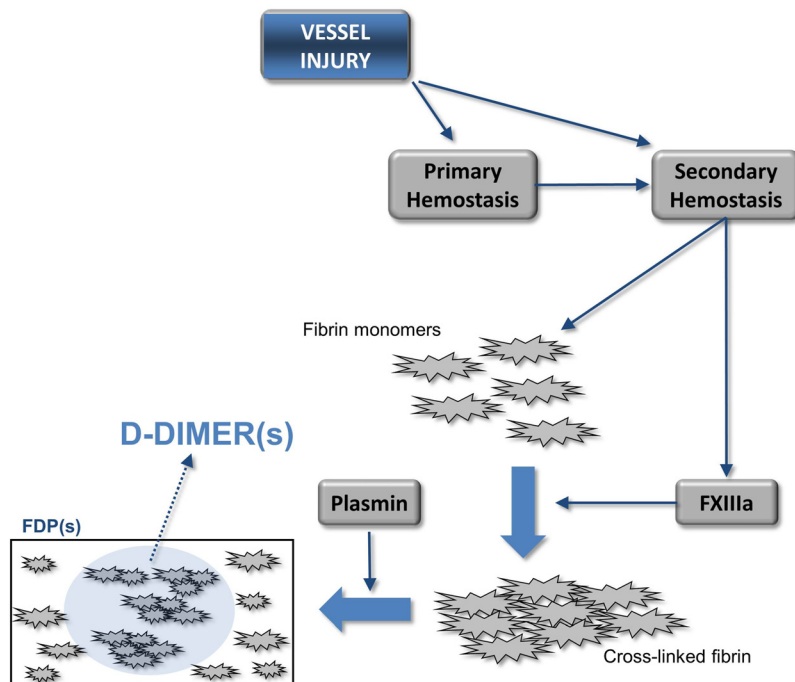 VESSEL
INJURY
Primary
Hemostasis
Secondary
Hemostasis
Fibrin monomers
D-DIMER(s)
Plasmin
FXIIIa
FDP(s)
Cross-linked fibrin